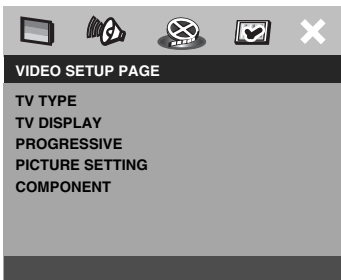 VIDEO SETUP PAGE
TV TYPE
TV DISPLAY
PROGRESSIVE
PICTURE SETTING
COMPONENT